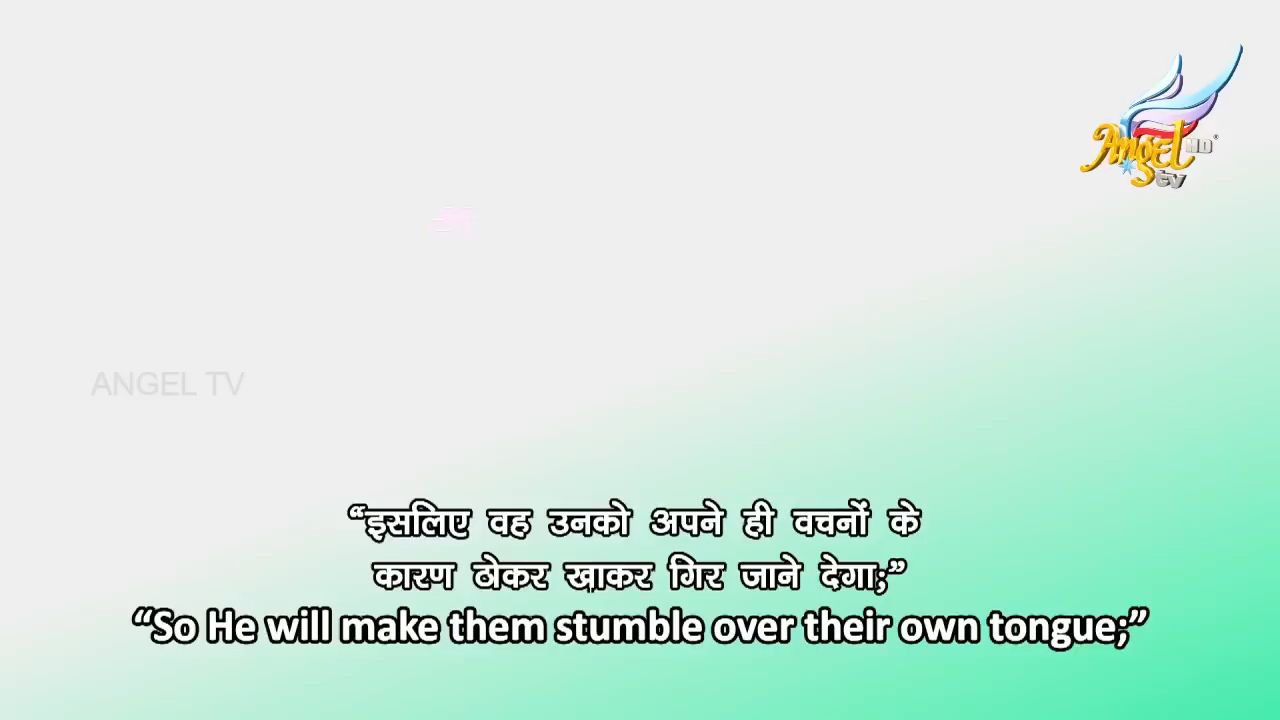 Angel HD
tv
ANGEL TV
“इसलिए वह उनको अपने ही वचनों के
कारण ठोकर खाकर गिर जाने देगा;”
“So He will make them stumble over their own tongue;”